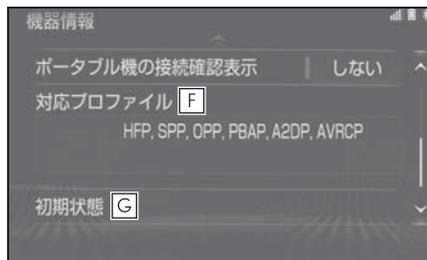 機器情報
ポータブル機の接続確認表示 しない
対応プロファイル F
HFP, SPP, OPP, PBAP, A2DP, AVRCP
初期状態 G